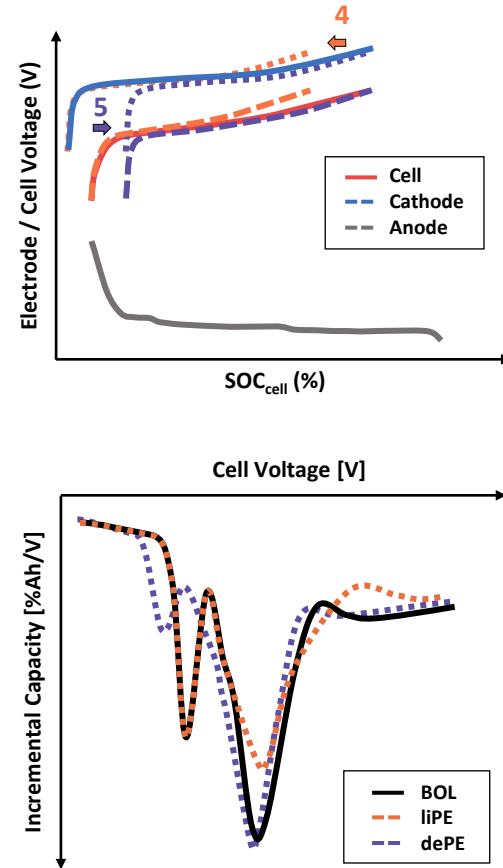 4
5
Electrode / Cell Voltage (V)
Cell
Cathode
Anode
SOCcell (%)
Cell Voltage [V]
Incremental Capacity [%Ah/V]
BOL
liPE
dePE